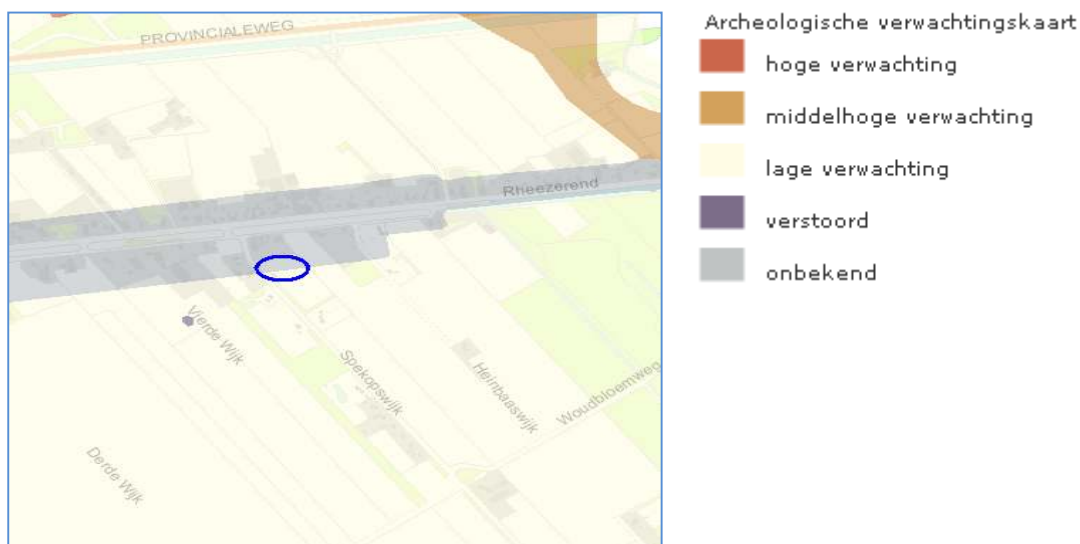 PROVINCIALEWEG
Rheezerend
Vierde Wijk
Spekopswijk
Heinbaaswijk
Woudbloemweg
Derde Wijk
Archeologische verwachtingskaart
hoge verwachting
middelhoge verwachting
lage verwachting
verstoord
onbekend